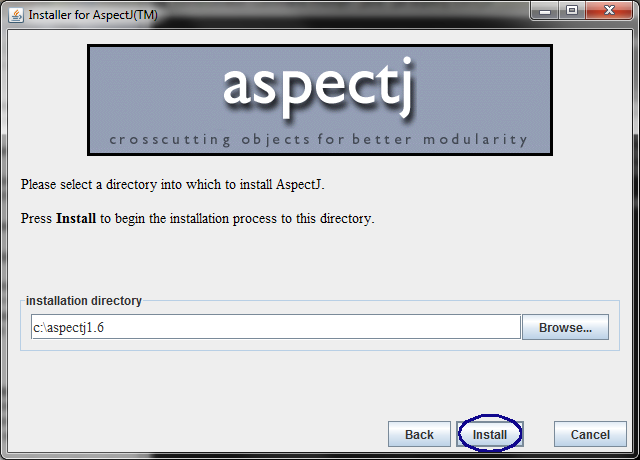 Installer for AspectJ(TM)
aspectj
crosscutting objects for better modularity
Please select a directory into which to install AspectJ.
Press Install to begin the installation process to this directory.
installation directory
c:\aspectj1.6
Browse...
Back Install Cancel